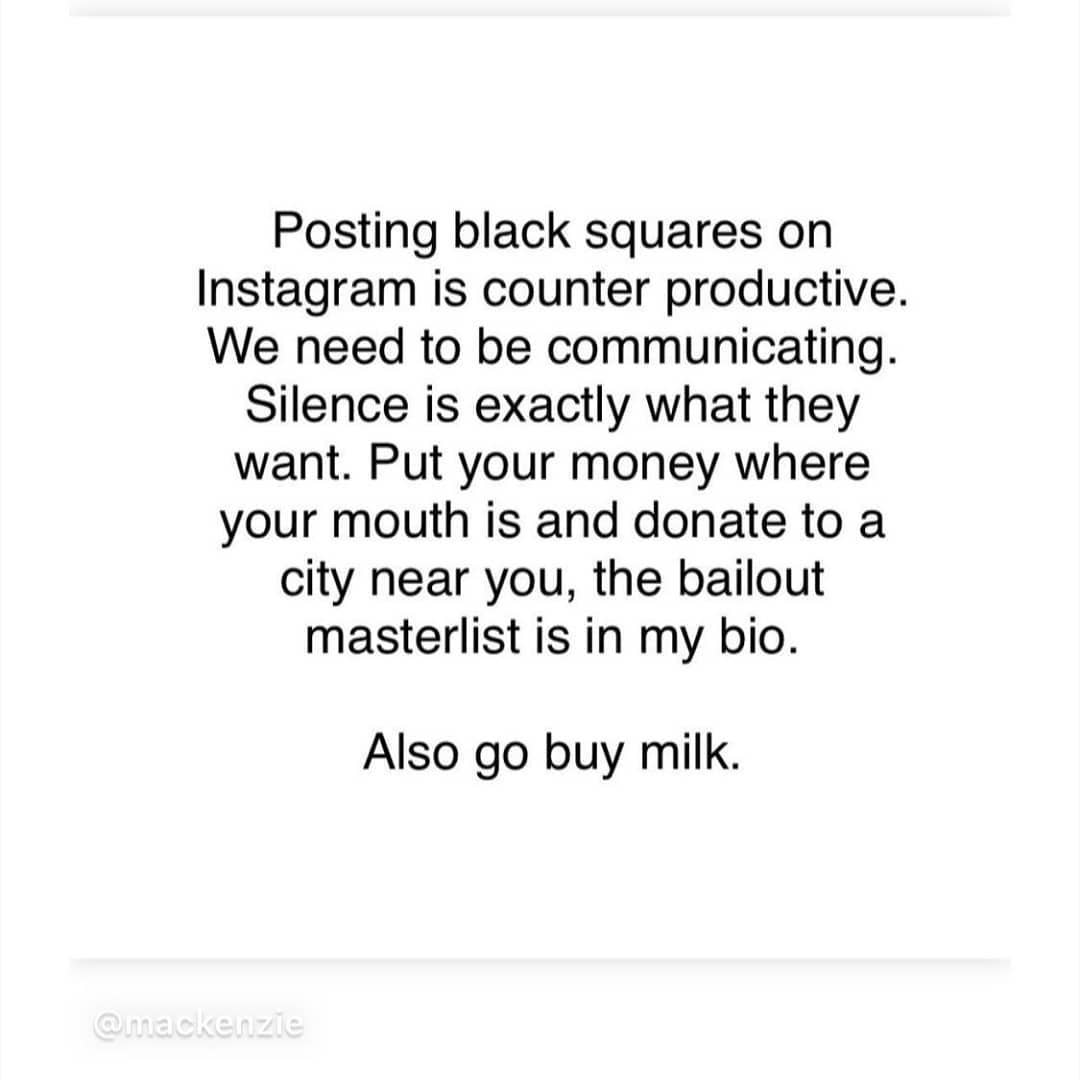 Posting black squares on
Instagram is counter productive.
We need to be communicating.
Silence is exactly what they
want. Put your money where
your mouth is and donate to a
city near you, the bailout
masterlist is in my bio.
Also go buy milk.
@mackenzie